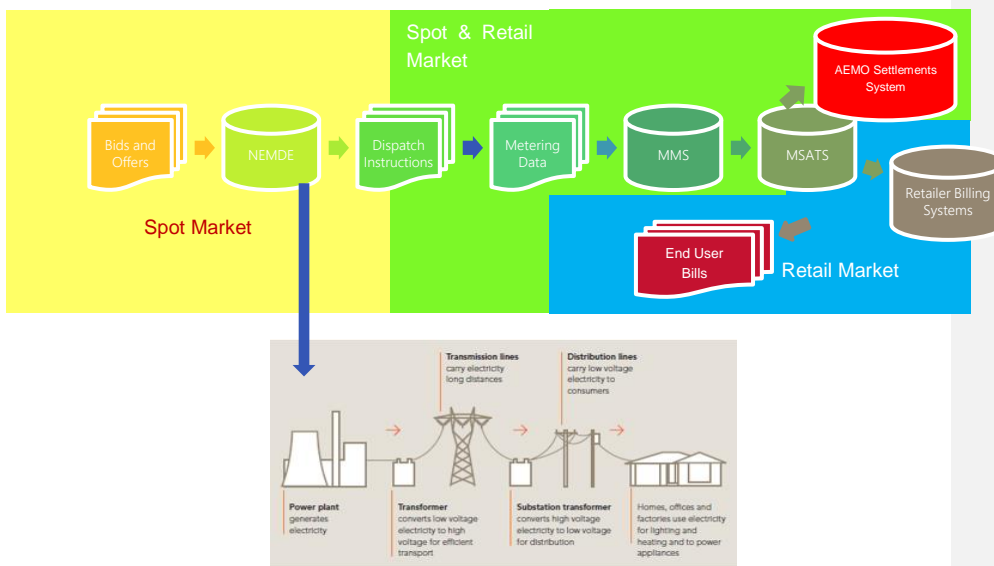 Spot & Retail
Market
AEMO Settlements
System
Bids and
Offers
NEMDE
Dispatch
Instructions
Metering
Data
MMS
MSATS
Retailer Billing
Systems
Spot Market
End User
Bills
Retail Market
Transmission lines
carry electricity
long distances
Distribution lines
carry low voltage
electricity to
consumers
Power plant
generates
electricity
Transformer
converts low voltage
electricity to high
voltage for efficient
transport
Substation transformer
converts high voltage
electricity to low voltage
for distribution
Homes, offices and
factories use electricity
for lighting and
heating and to power
appliances